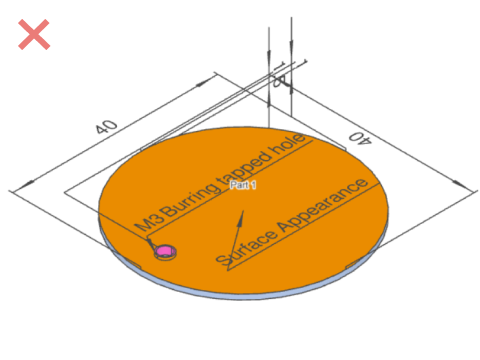 40
40
M3 Burring tapped hole
Part 1
Surface Appearance